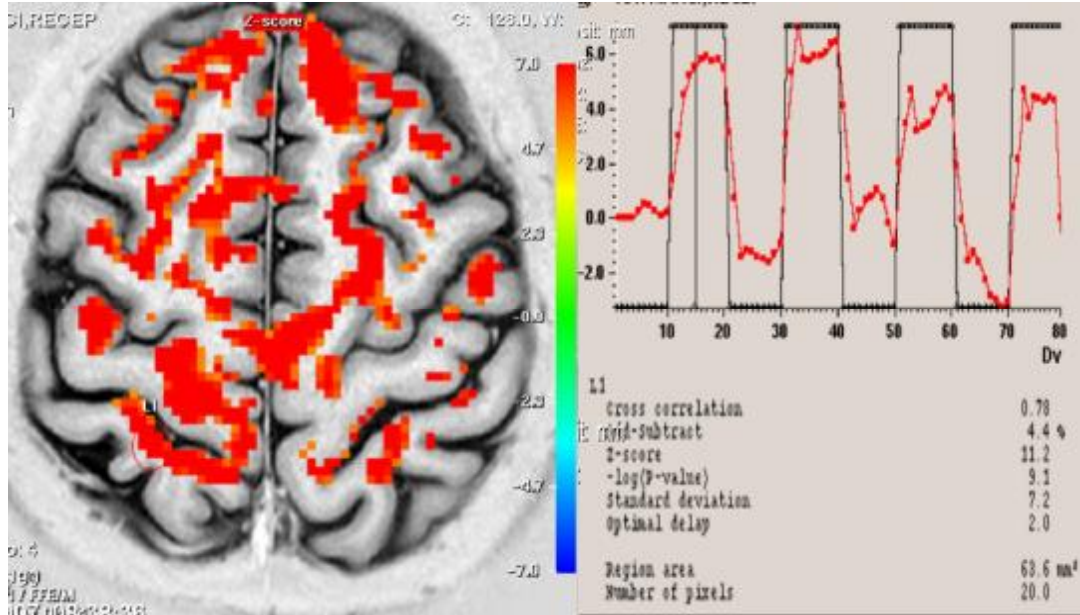 CI,RECEP
Z-score
C: 128.0, W:
7.0
4.7
2.3
-0.0
-2.3
-4.7
-7.0
L1
6.0
4.0
2.0
0.0
-2.0
10 20 30 40 50 60 70 80
Dv
L1
Cross correlation 0.78
4.4 %
Z-score 11.2
-log(P-value) 9.1
Standard deviation 7.2
Optimal delay 2.0
Region area 63.6 mm²
Number of pixels 20.0